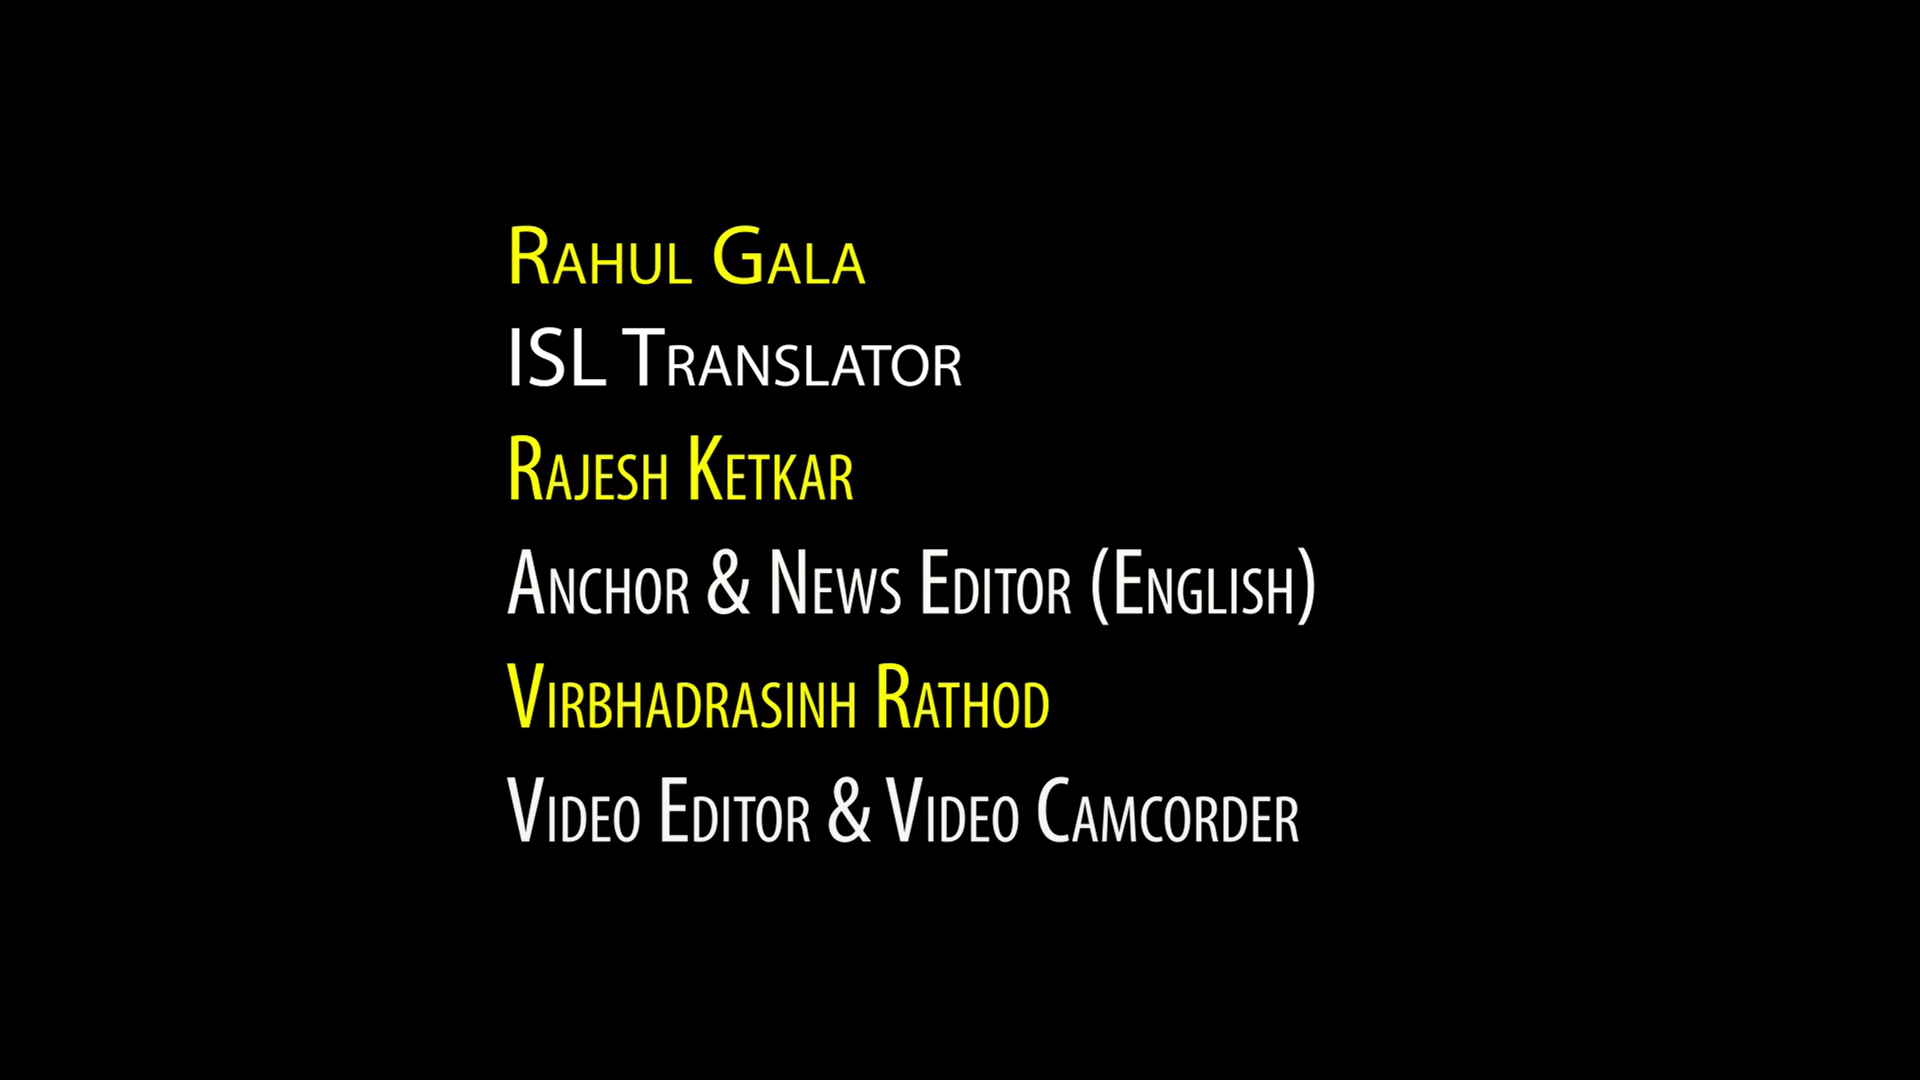 Rahul Gala
ISL Translator
Rajesh Ketkar
Anchor & News Editor (English)
Virbhadrasinh Rathod
Video Editor & Video Camcorder